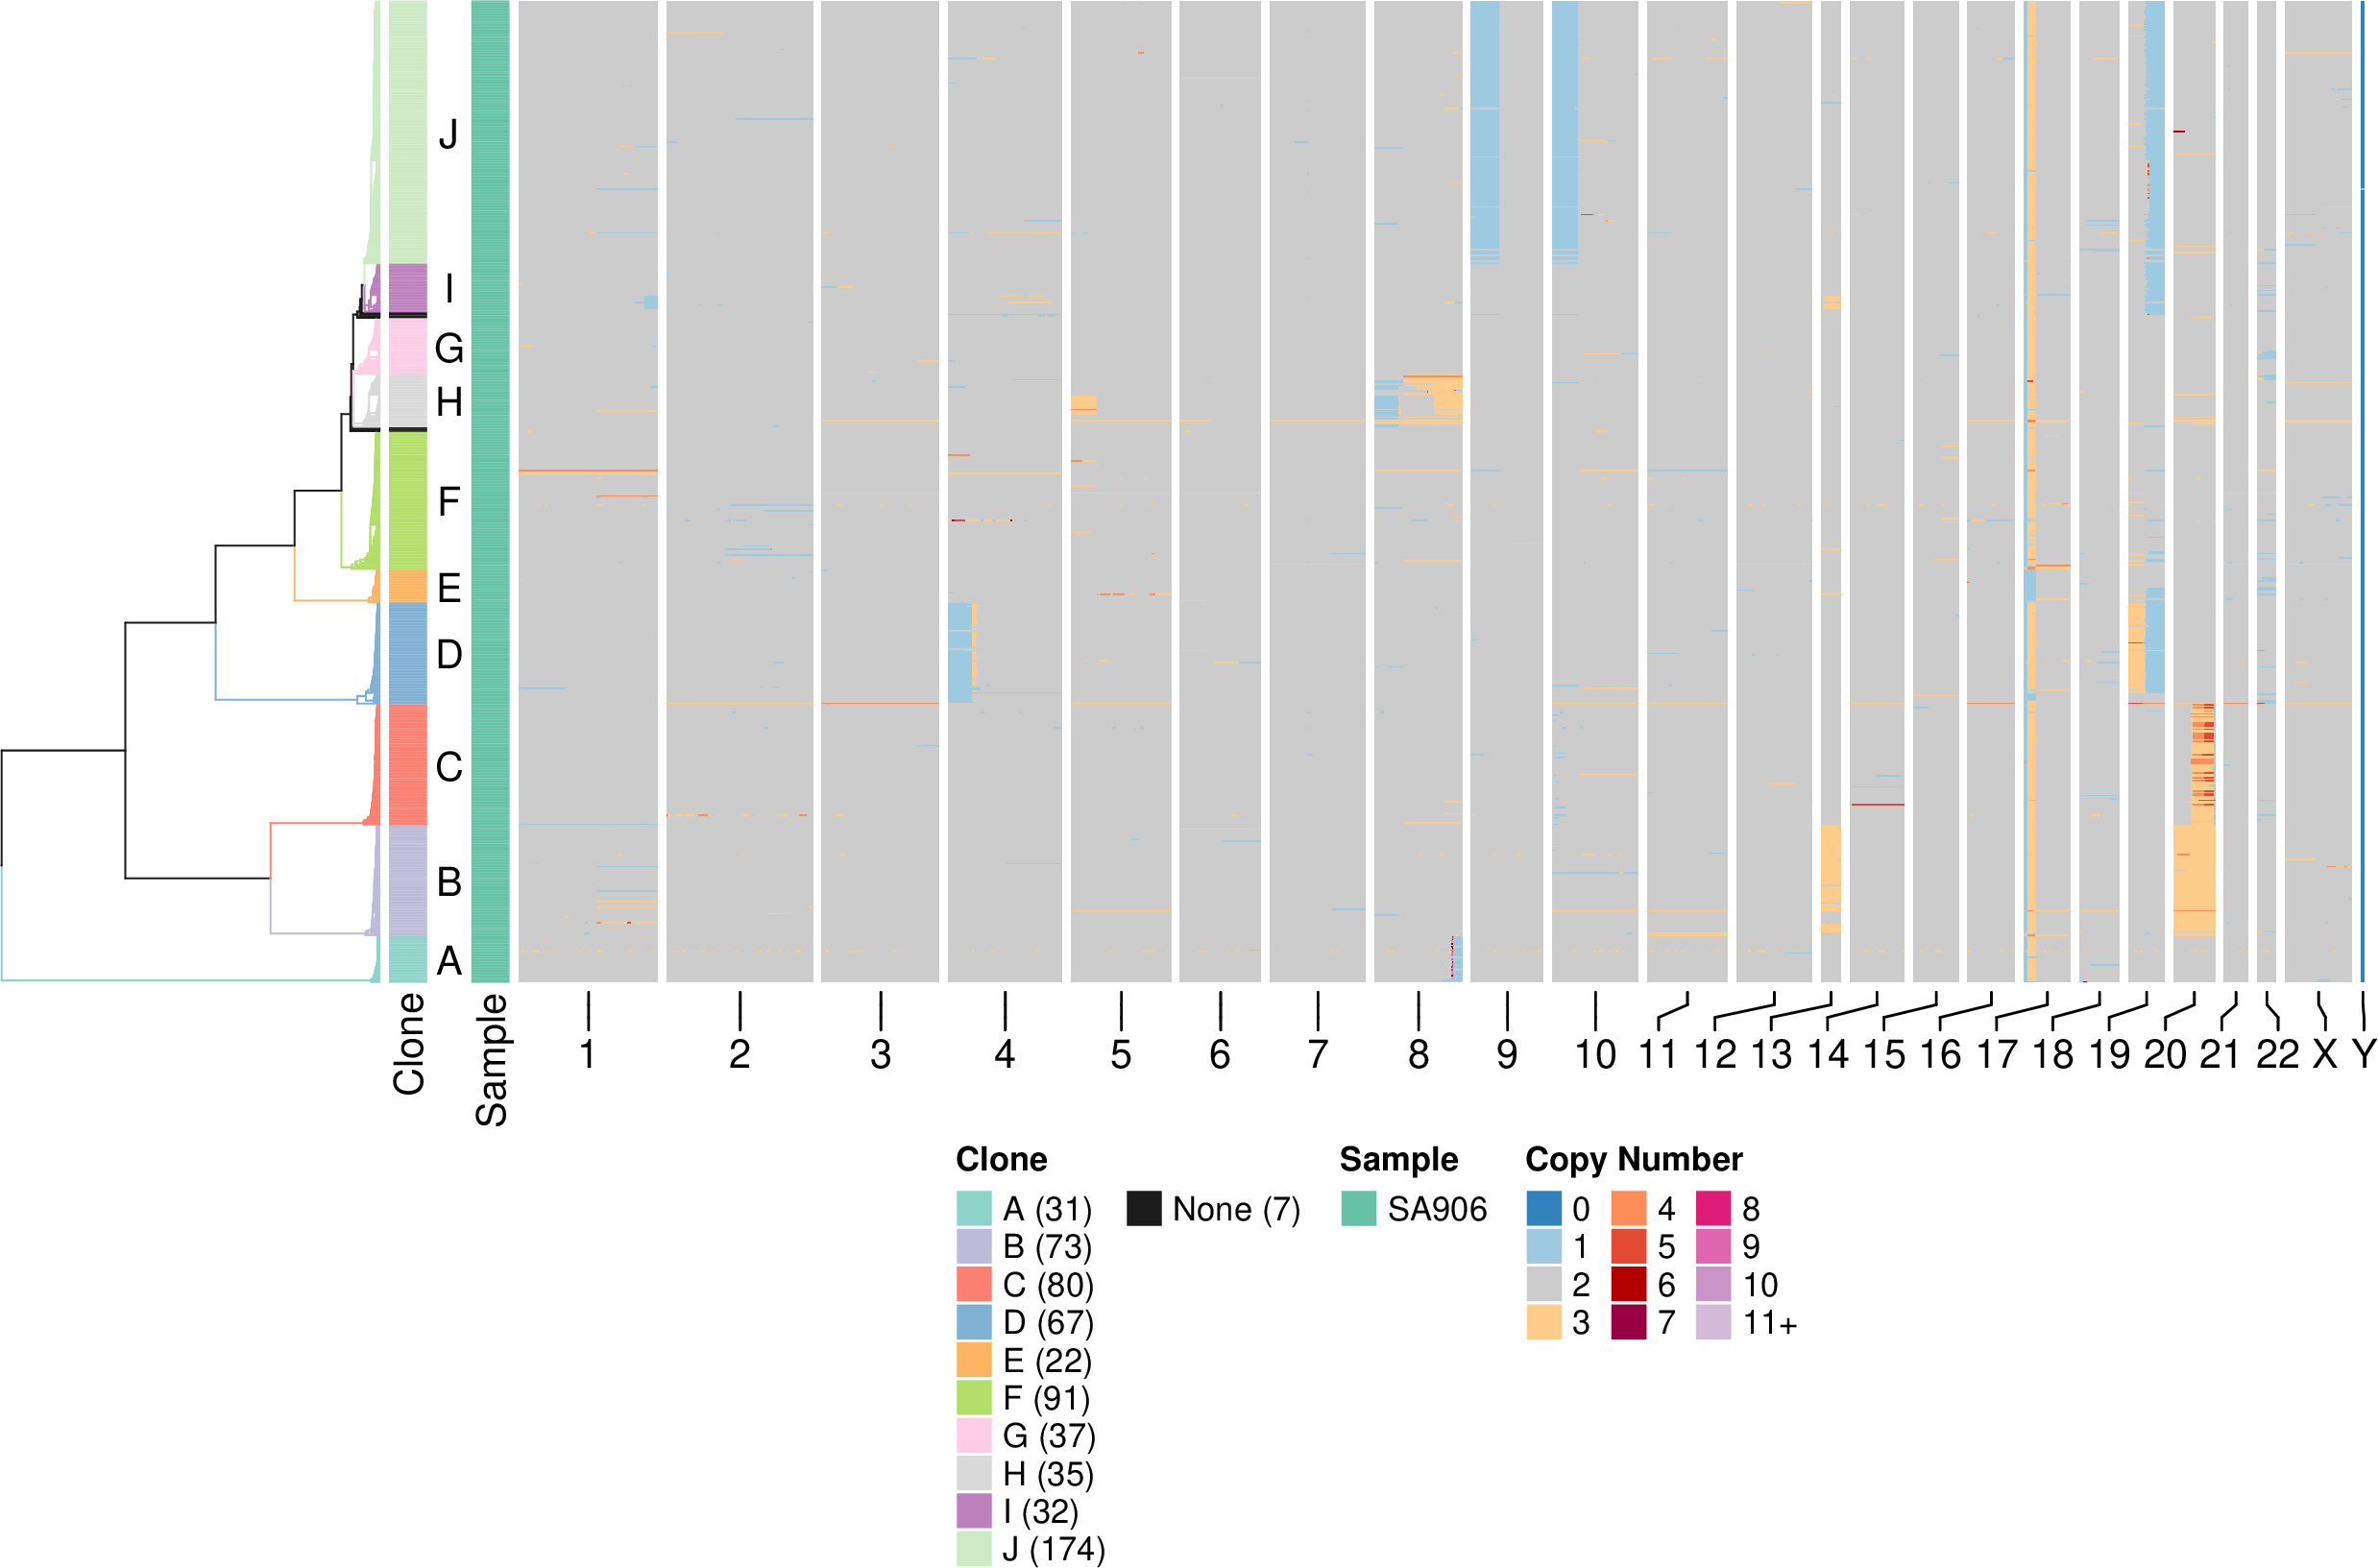 J
I
G
H
F
E
D
C
B
A
Clone
Sample
1 2 3 4 5 6 7 8 9 10 11 12 13 14 15 16 17 18 19 20 21 22 X Y
Clone
A (31)
B (73)
C (80)
D (67)
E (22)
F (91)
G (37)
H (35)
I (32)
J (174)
None (7)
Sample
SA906
Copy Number
0
1
2
3
4
5
6
7
8
9
10
11+